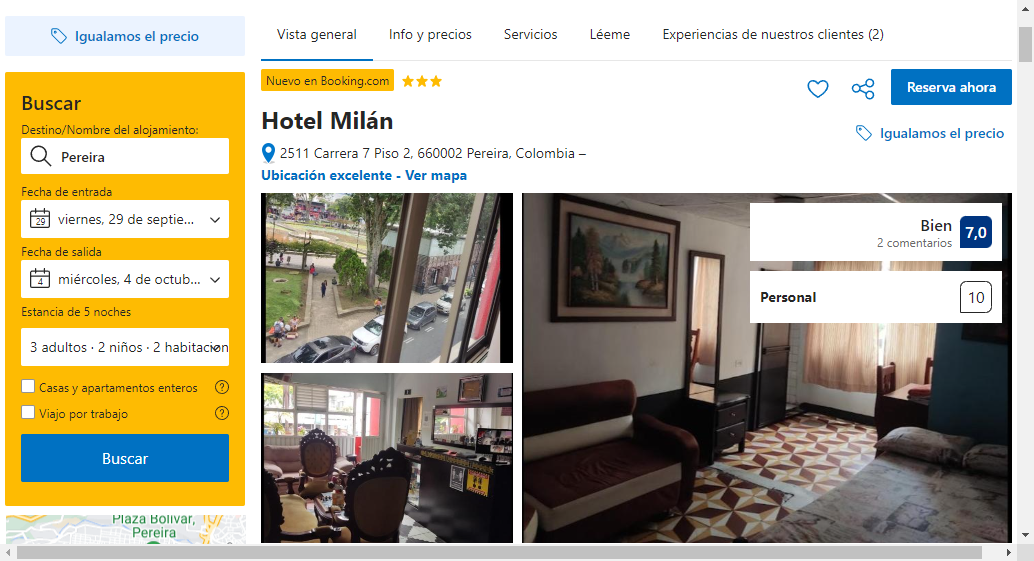 Igualamos el precio
Vista general
Info y precios
Servicios
Léeme
Experiencias de nuestros clientes (2)
Buscar
Destino/Nombre del alojamiento:
Pereira
Fecha de entrada
29
viernes, 29 de septie...
Fecha de salida
4
miércoles, 4 de octub...
Estancia de 5 noches
3 adultos · 2 niños · 2 habitacion
Casas y apartamentos enteros
Viajo por trabajo
Buscar
Plaza Bolívar,
Pereira
Nuevo en Booking.com
Reserva ahora
Hotel Milán
Igualamos el precio
2511 Carrera 7 Piso 2, 660002 Pereira, Colombia –
Ubicación excelente - Ver mapa
Bien
7,0
2 comentarios
Personal
10